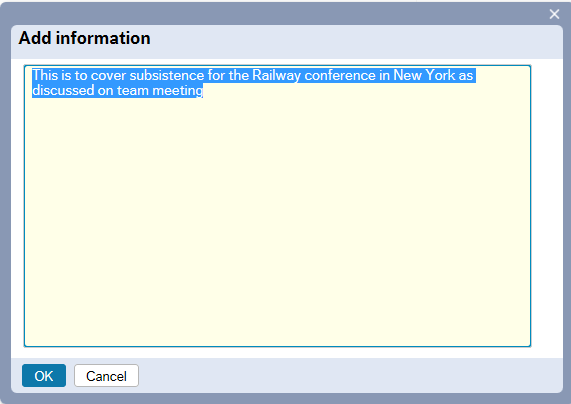 Add information
This is to cover subsistence for the Railway conference in New York as
discussed on team meeting
OK
Cancel